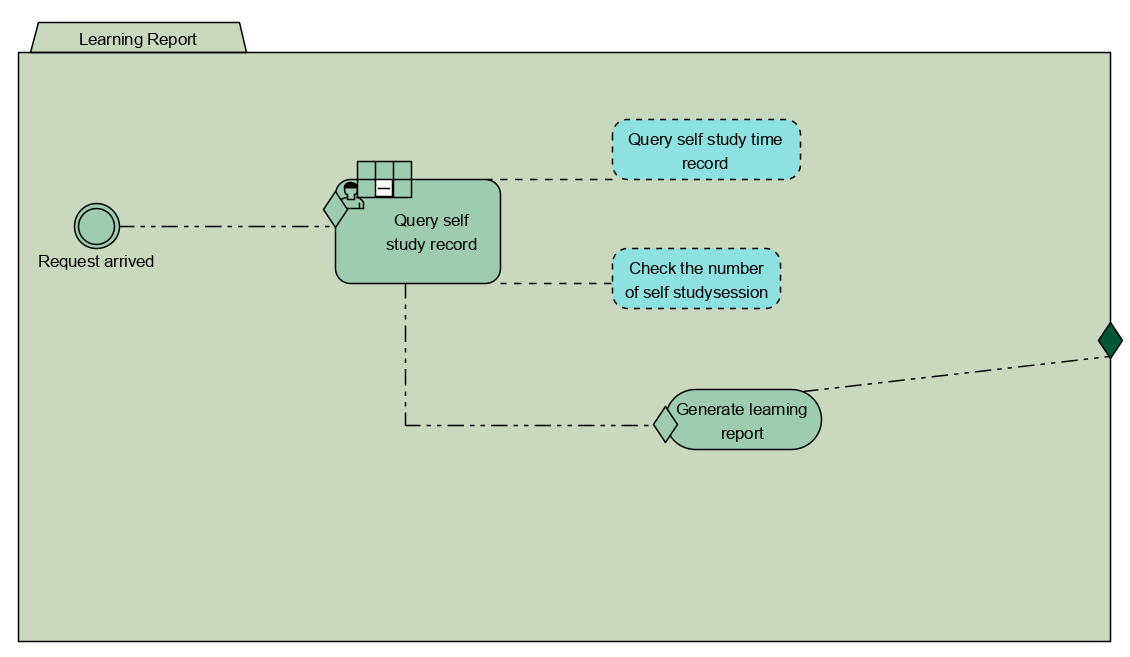 Learning Report
Query self study time
record
Query self
study record
Request arrived
Check the number
of self studysession
Generate learning
report